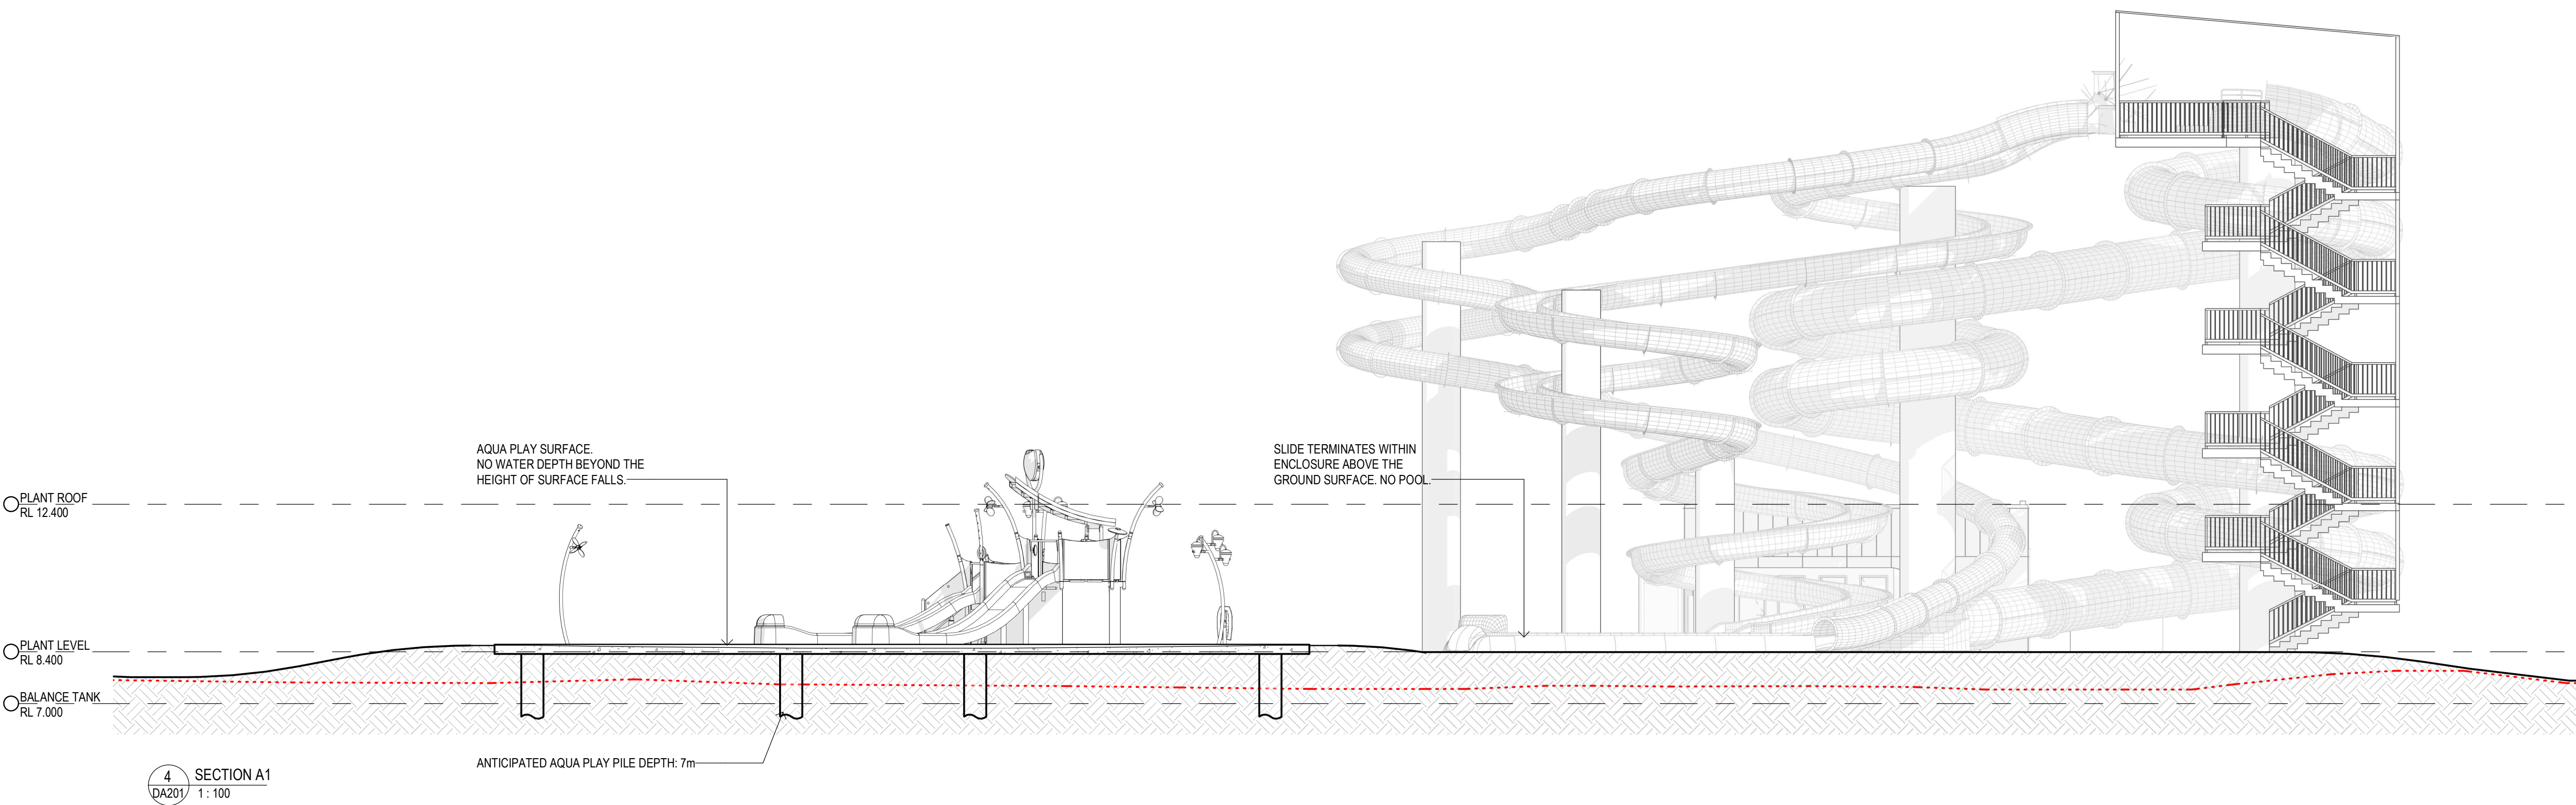 AQUA PLAY SURFACE.
NO WATER DEPTH BEYOND THE
HEIGHT OF SURFACE FALLS.
SLIDE TERMINATES WITHIN
ENCLOSURE ABOVE THE
GROUND SURFACE. NO POOL.
PLANT ROOF
RL 12.400
PLANT LEVEL
RL 8.400
BALANCE TANK
RL 7.000
ANTICIPATED AQUA PLAY PILE DEPTH: 7m
4
DA201
SECTION A1
1 : 100